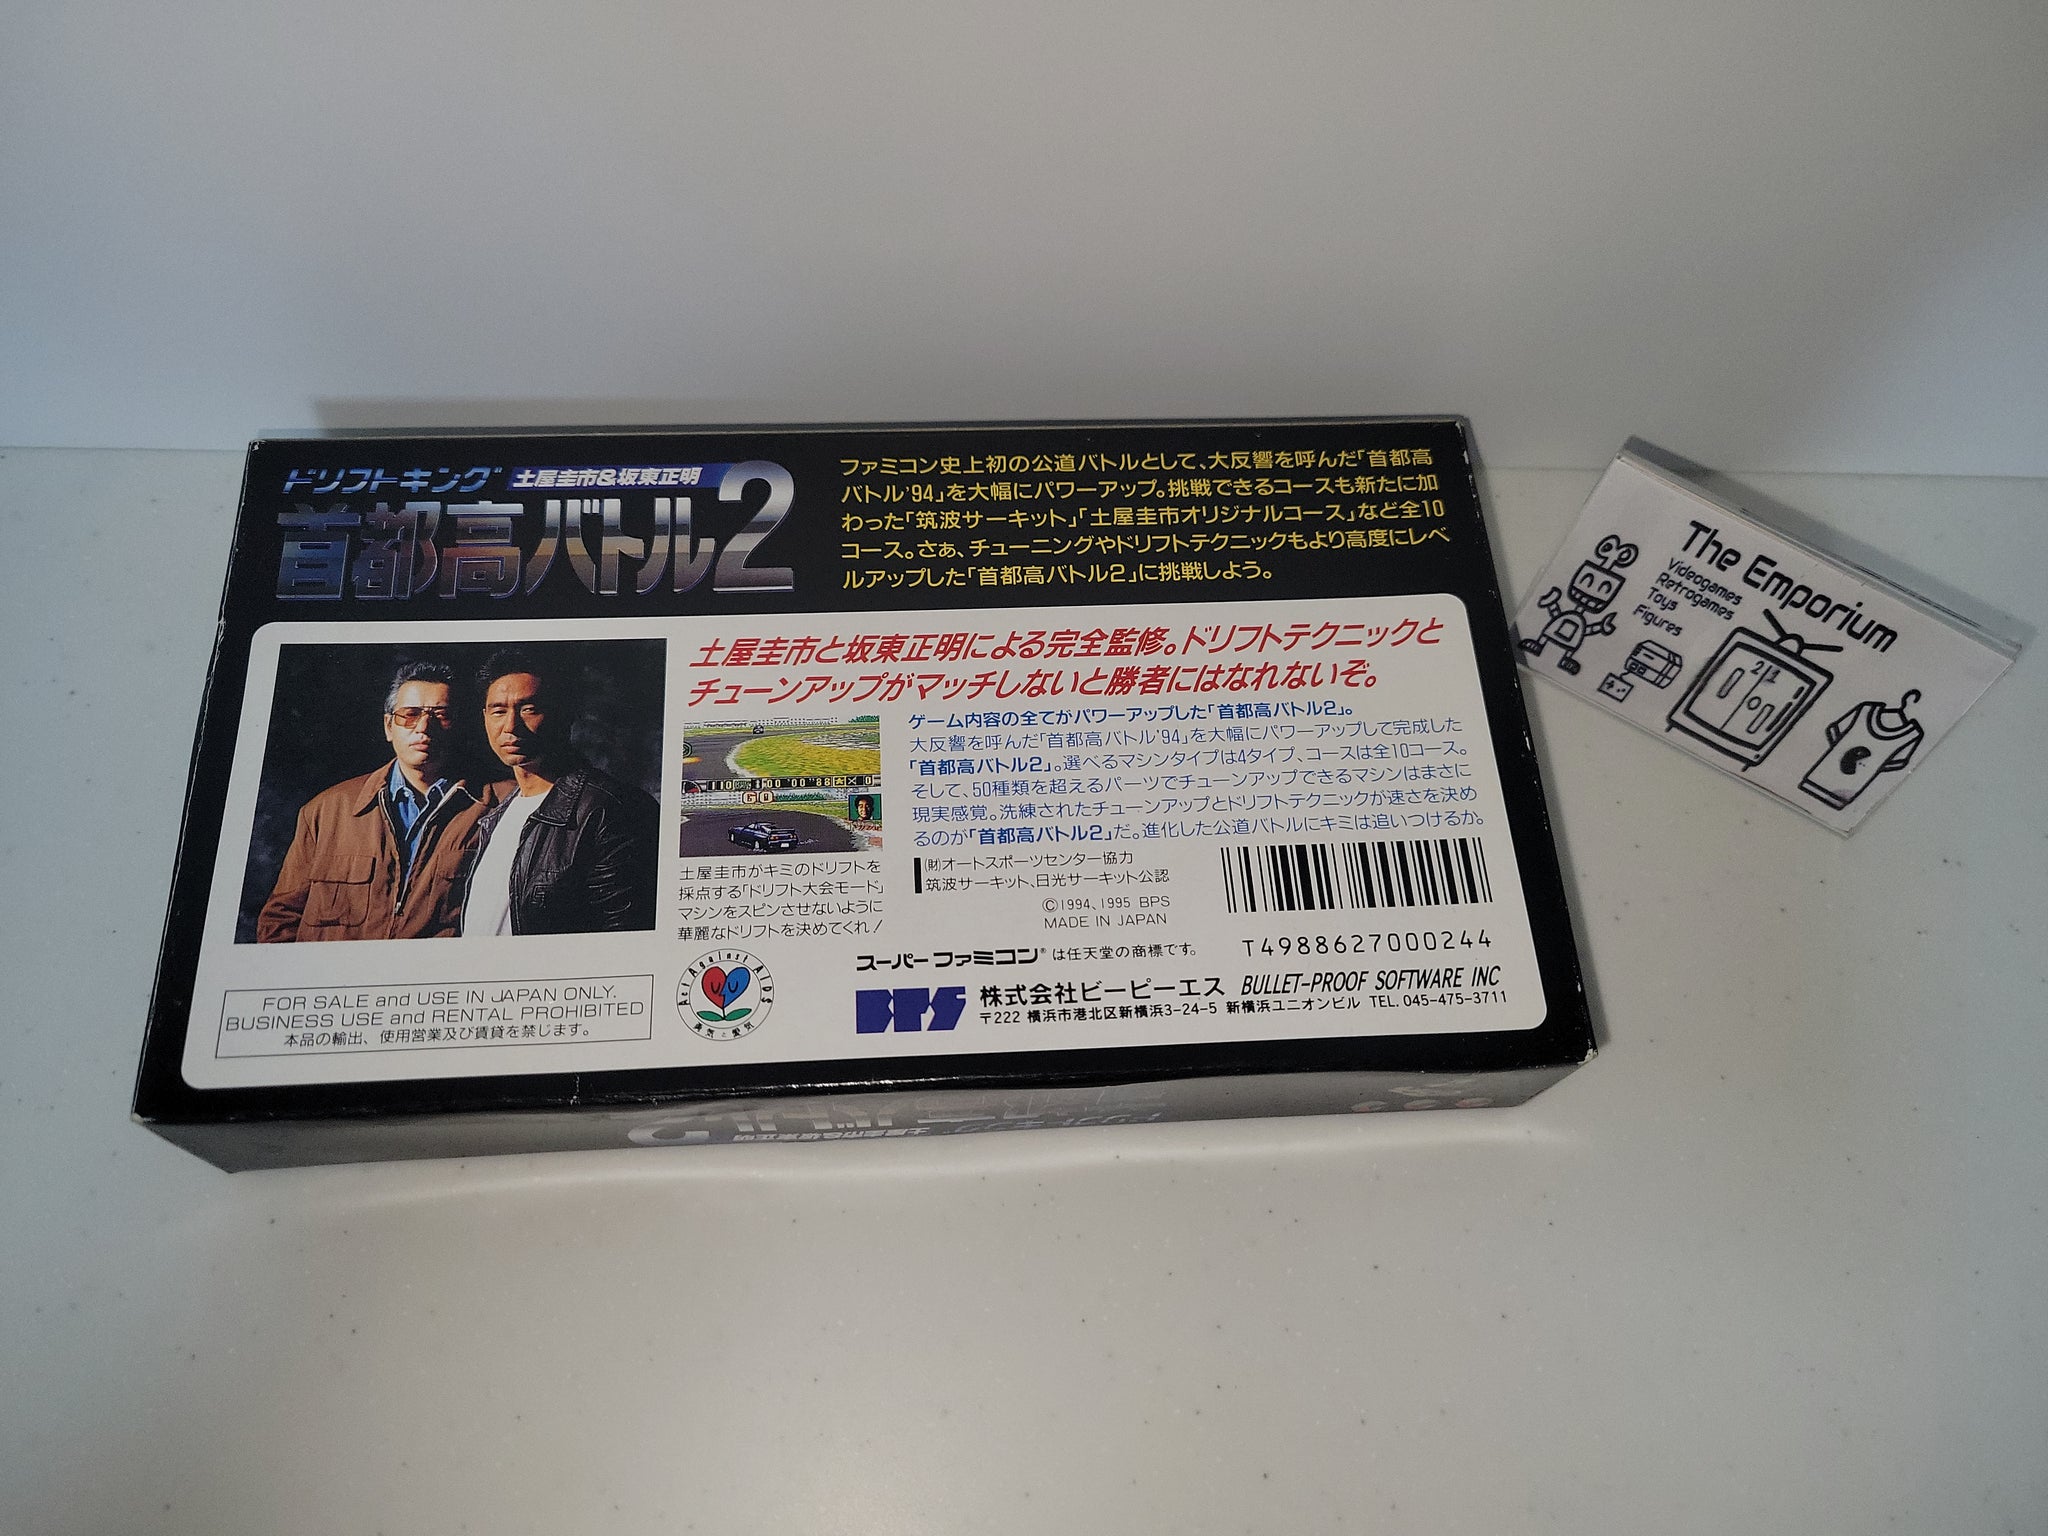 ドリフトキング 土屋圭市&坂東正明
首都高バトル2
ファミコン史上初の公道バトルとして、大反響を呼んだ「首都高
バトル'94」を大幅にパワーアップ。挑戦できるコースも新たに加
わった「筑波サーキット」「土屋圭市オリジナルコース」など全10
コース。さぁ、チューニングやドリフトテクニックもより高度にレベ
ルアップした「首都高バトル2」に挑戦しよう。
土屋圭市と坂東正明による完全監修。ドリフトテクニックと
チューンアップがマッチしないと勝者にはなれないぞ。
ゲーム内容の全てがパワーアップした「首都高バトル2」。
大反響を呼んだ「首都高バトル'94」を大幅にパワーアップして完成した
「首都高バトル2」。選べるマシンタイプは4タイプ、コースは全10コース。
そして、50種類を超えるパーツでチューンアップできるマシンはまさに
現実感覚。洗練されたチューンアップとドリフトテクニックが速さを決め
るのが「首都高バトル2」だ。進化した公道バトルにキミは追いつけるか。
土屋圭市がキミのドリフトを
採点する「ドリフト大会モード」
マシンをスピンさせないように
華麗なドリフトを決めてくれ!
(財)オートスポーツセンター協力
筑波サーキット、日光サーキット公認
©1994, 1995 BPS
MADE IN JAPAN
T4988627000244
スーパーファミコン®は任天堂の商標です。
BPS 株式会社ビーピーエス BULLET-PROOF SOFTWARE INC
〒222 横浜市港北区新横浜3-24-5 新横浜ユニオンビル TEL. 045-475-3711
Act Against AIDS
勇気と愛気
FOR SALE and USE IN JAPAN ONLY.
BUSINESS USE and RENTAL PROHIBITED
本品の輸出、使用営業及び賃貸を禁じます。
The Emporium
Videogames
Retrogames
Toys
Figures